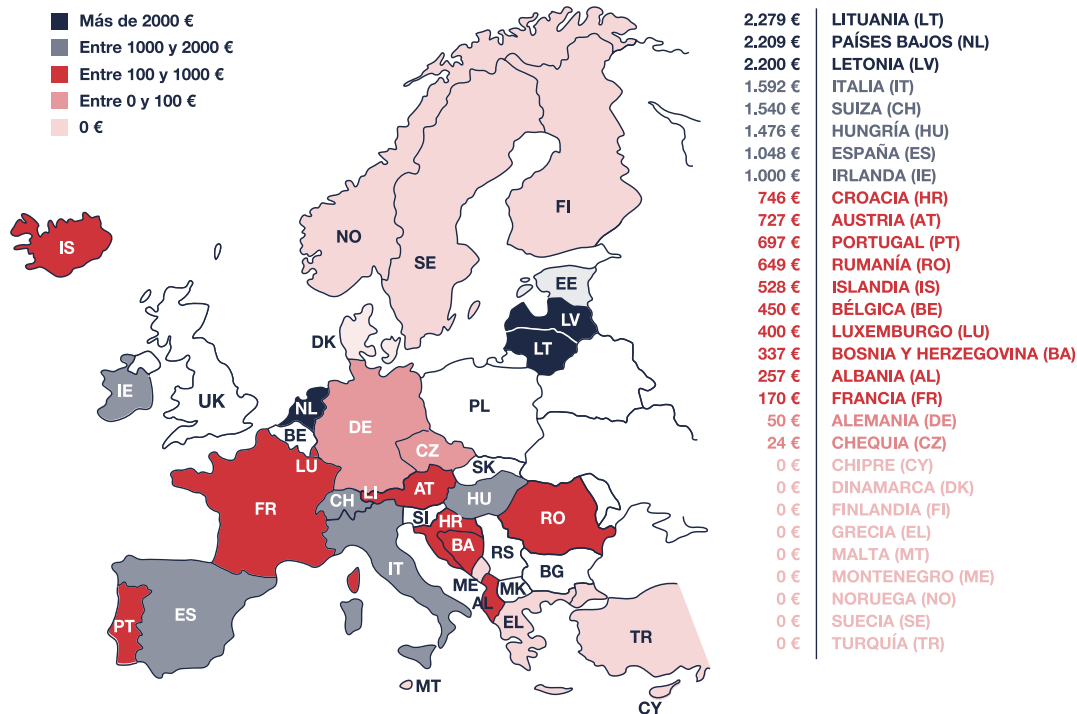 Más de 2000 €
Entre 1000 y 2000 €
Entre 100 y 1000 €
Entre 0 y 100 €
0 €
2.279 € LITUANIA (LT)
2.209 € PAÍSES BAJOS (NL)
2.200 € LETONIA (LV)
1.592 € ITALIA (IT)
1.540 € SUIZA (CH)
1.476 € HUNGRÍA (HU)
1.048 € ESPAÑA (ES)
1.000 € IRLANDA (IE)
746 € CROACIA (HR)
727 € AUSTRIA (AT)
697 € PORTUGAL (PT)
649 € RUMANÍA (RO)
528 € ISLANDIA (IS)
450 € BÉLGICA (BE)
400 € LUXEMBURGO (LU)
337 € BOSNIA Y HERZEGOVINA (BA)
257 € ALBANIA (AL)
170 € FRANCIA (FR)
50 € ALEMANIA (DE)
24 € CHEQUIA (CZ)
0 € CHIPRE (CY)
0 € DINAMARCA (DK)
0 € FINLANDIA (FI)
0 € GRECIA (EL)
0 € MALTA (MT)
0 € MONTENEGRO (ME)
0 € NORUEGA (NO)
0 € SUECIA (SE)
0 € TURQUÍA (TR)
IS
NO
SE
FI
EE
LV
LT
DK
IE
UK
NL
BE
DE
PL
LU
CZ
SK
FR
CH
LI
AT
HU
SI
HR
RO
BA
RS
IT
ME
MK
BG
AL
PT
ES
EL
TR
MT
CY